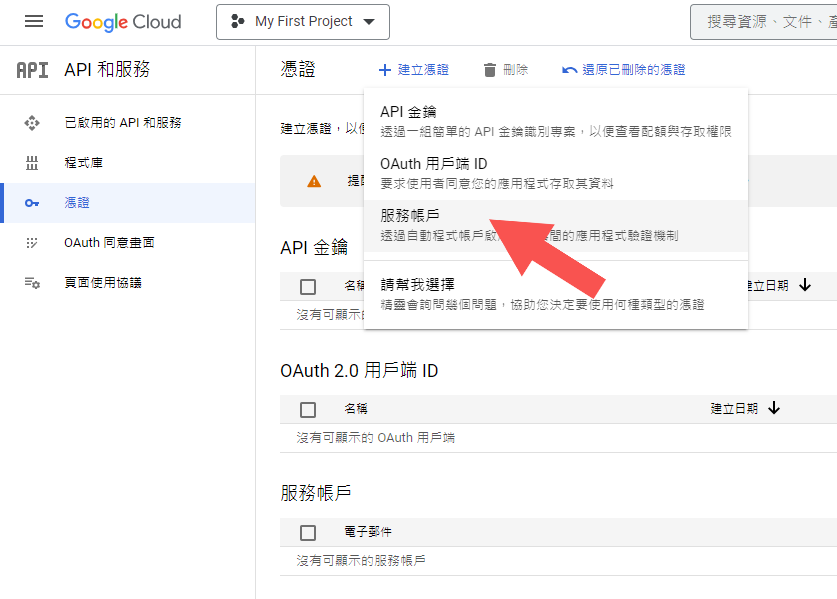 Google Cloud
My First Project
搜尋資源、文件、
API API 和服務
憑證
建立憑證
刪除
還原已刪除的憑證
已啟用的 API 和服務
程式庫
憑證
OAuth 同意畫面
頁面使用協議
建立憑證，以
API 金鑰
透過一組簡單的 API 金鑰識別專案，以便查看配額與存取權限
OAuth 用戶端 ID
要求使用者同意您的應用程式存取其資料
服務帳戶
透過自動程式帳戶啟 間的應用程式驗證機制
請幫我選擇
精靈會詢問幾個問題，協助您決定要使用何種類型的憑證
API 金鑰
建立日期
沒有可顯示
OAuth 2.0 用戶端 ID
名稱
建立日期
沒有可顯示的 OAuth 用戶端
服務帳戶
電子郵件
沒有可顯示的服務帳戶